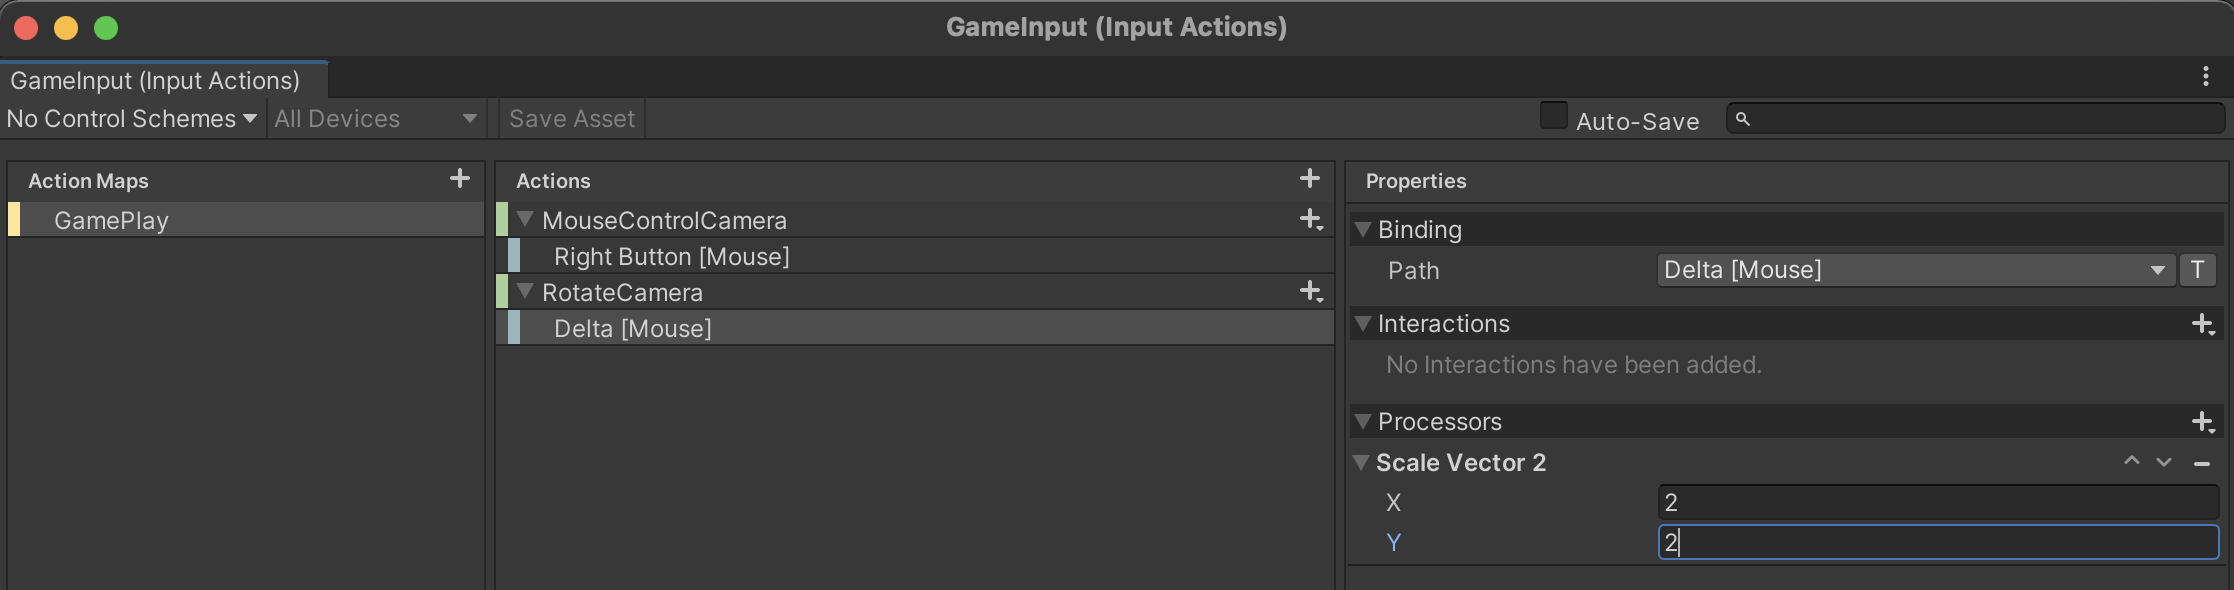 GameInput (Input Actions)
GameInput (Input Actions)
No Control Schemes All Devices Save Asset Auto-Save
Action Maps
GamePlay
Actions
MouseControlCamera
Right Button [Mouse]
RotateCamera
Delta [Mouse]
Properties
Binding
Path Delta [Mouse] T
Interactions
No Interactions have been added.
Processors
Scale Vector 2
X 2
Y 2